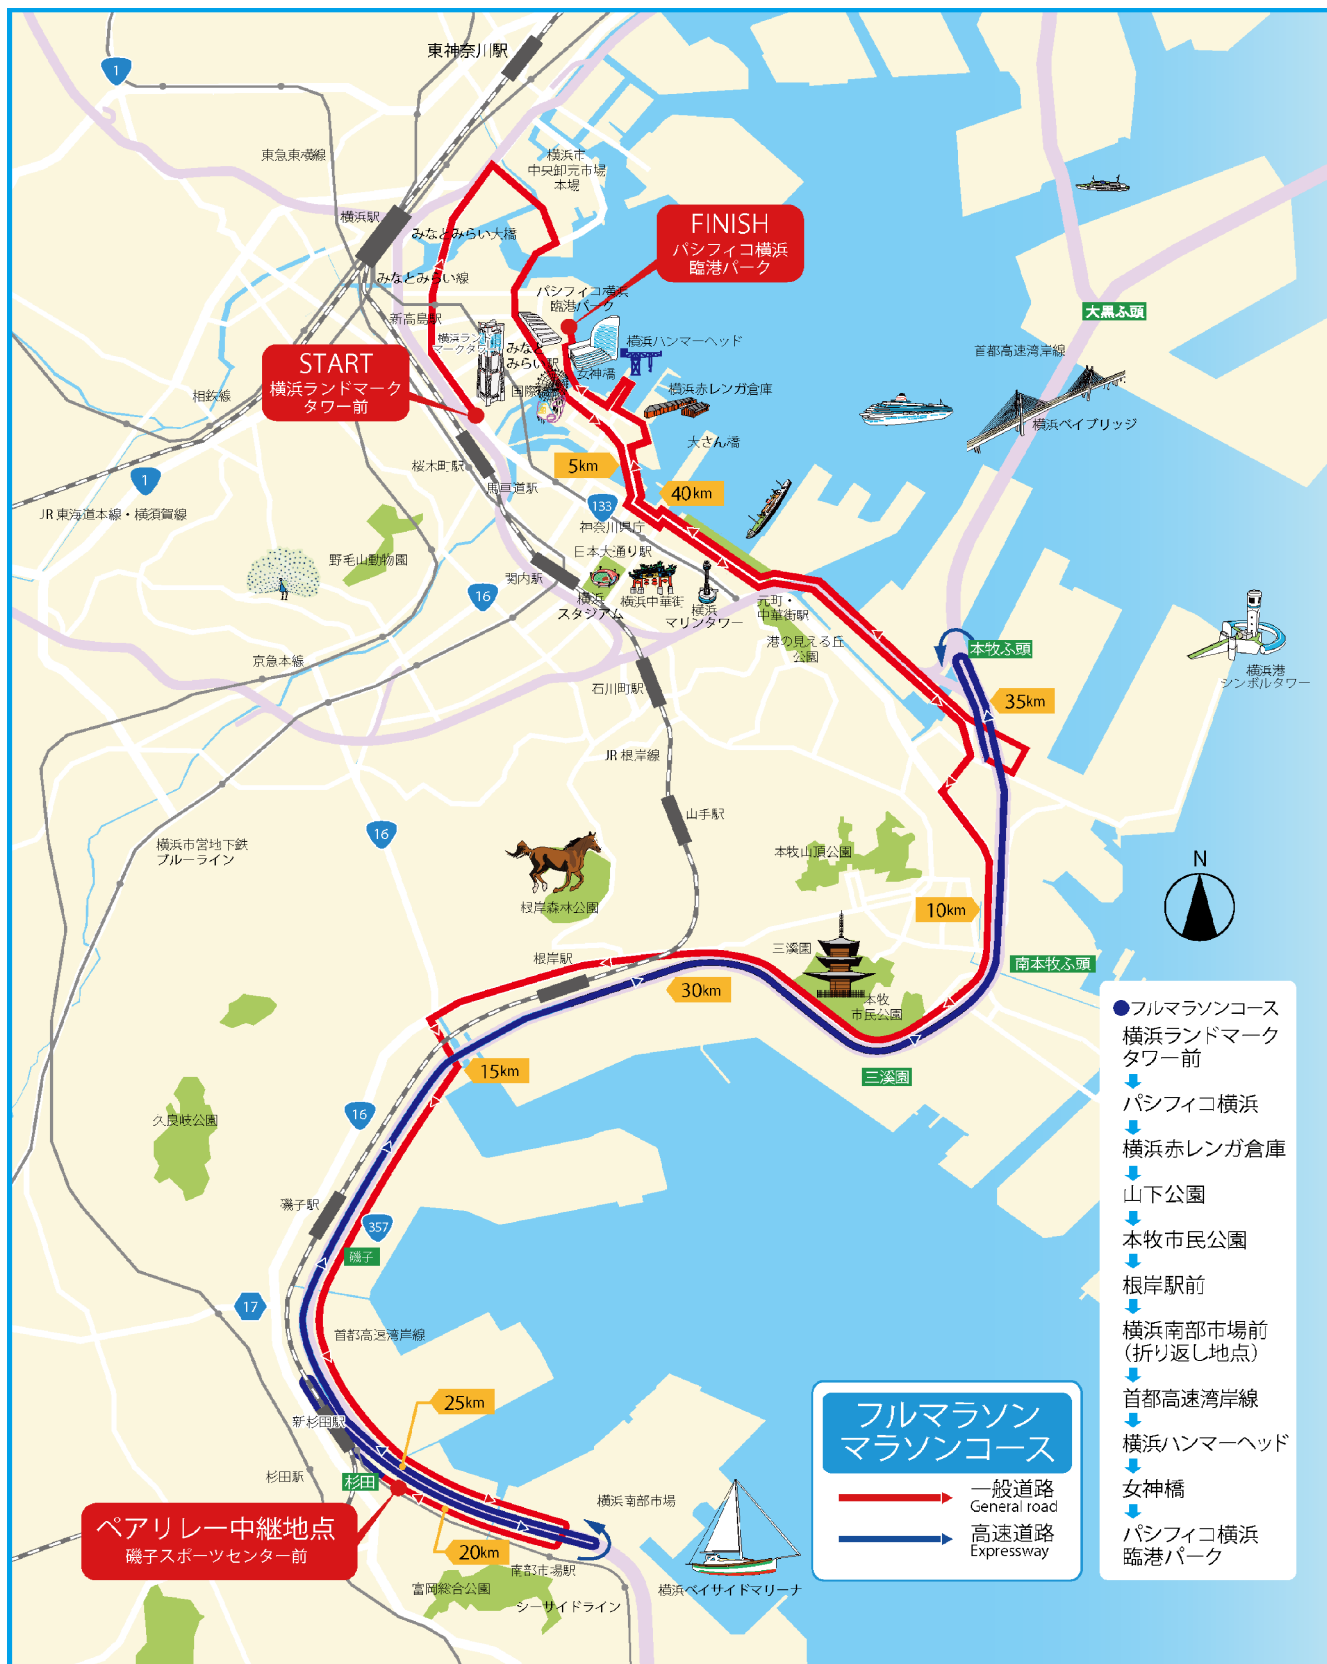 東神奈川駅
1
東急東横線
横浜市
中央卸売市場
本場
横浜駅
みなとみらい大橋
FINISH
パシフィコ横浜
臨港パーク
みなとみらい線
パシフィコ横浜
臨港パーク
新高島駅
大黒ふ頭
横浜ランド
マークタワー
みなと
みらい駅
横浜ハンマーヘッド
首都高速湾岸線
START
横浜ランドマーク
タワー前
女神橋
国際橋
横浜赤レンガ倉庫
相鉄線
横浜ベイブリッジ
大さん橋
5km
桜木町駅
1
馬車道駅
40km
133
JR東海道本線・横須賀線
神奈川県庁
野毛山動物園
日本大通り駅
関内駅
16
横浜
スタジアム
横浜中華街
横浜
マリンタワー
元町・
中華街駅
港の見える丘
公園
本牧ふ頭
京急本線
横浜港
シンボルタワー
石川町駅
35km
JR根岸線
山手駅
16
横浜市営地下鉄
ブルーライン
本牧山頂公園
N
根岸森林公園
10km
三溪園
根岸駅
南本牧ふ頭
30km
本牧
市民公園
15km
三溪園
16
久良岐公園
磯子駅
357
磯子
17
首都高速湾岸線
25km
新杉田駅
杉田駅
杉田
横浜南部市場
ペアリレー中継地点
磯子スポーツセンター前
20km
南部市場駅
富岡総合公園
シーサイドライン
横浜ベイサイドマリーナ
フルマラソン
マラソンコース
一般道路
General road
高速道路
Expressway
●フルマラソンコース
横浜ランドマーク
タワー前
パシフィコ横浜
横浜赤レンガ倉庫
山下公園
本牧市民公園
根岸駅前
横浜南部市場前
(折り返し地点)
首都高速湾岸線
横浜ハンマーヘッド
女神橋
パシフィコ横浜
臨港パーク